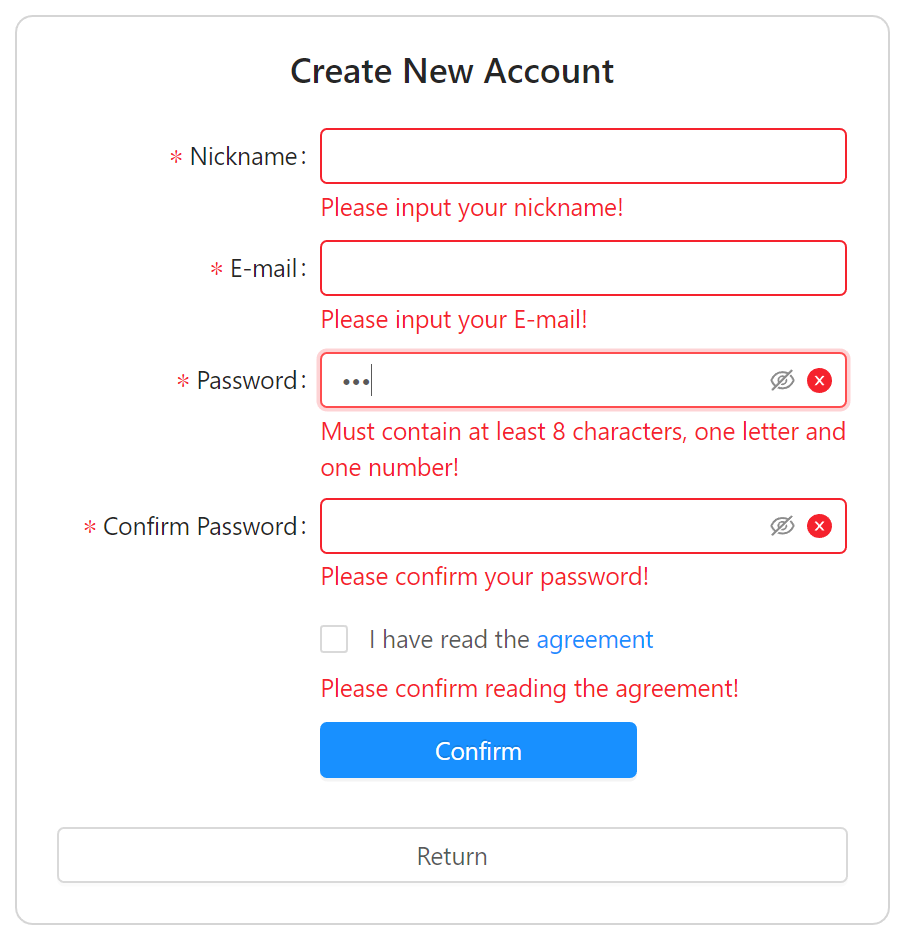 Create New Account
* Nickname:
Please input your nickname!
* E-mail:
Please input your E-mail!
* Password: •••
Must contain at least 8 characters, one letter and
one number!
* Confirm Password:
Please confirm your password!
I have read the agreement
Please confirm reading the agreement!
Confirm
Return